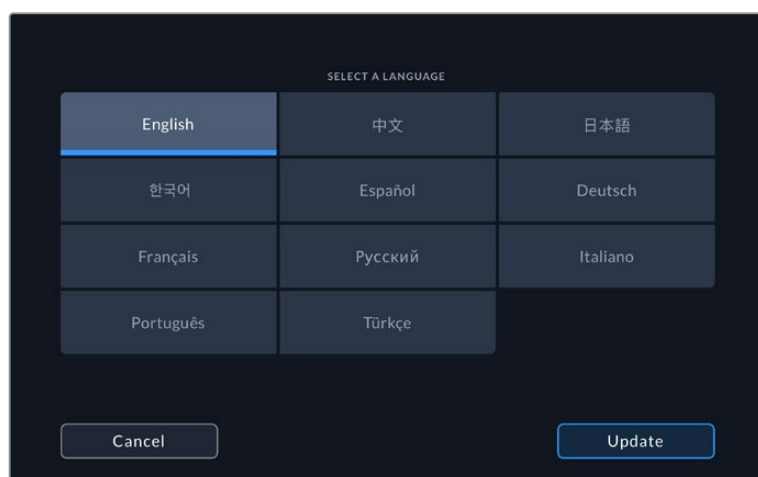 SELECT A LANGUAGE
English 中文 日本語
한국어 Español Deutsch
Français Русский Italiano
Português Türkçe
Cancel Update